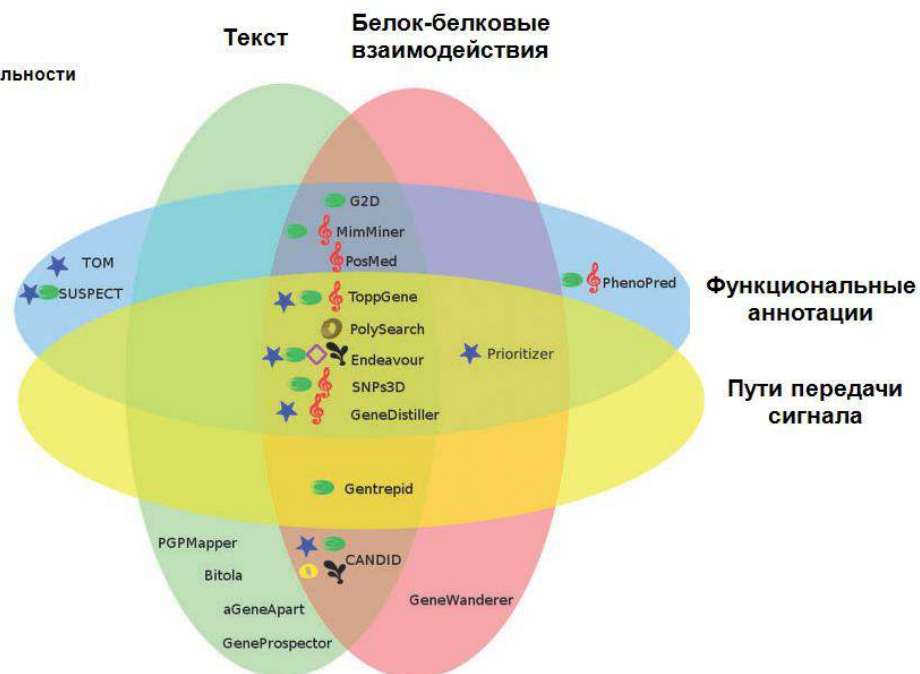 Текст
Белок-белковые
взаимодействия
льности
G2D
MimMiner
PosMed
TOM
SUSPECT
PhenoPred
ToppGene
PolySearch
Endeavour
Prioritizer
SNPs3D
GeneDistiller
Функциональные
аннотации
Пути передачи
сигнала
Gentrepid
PGPMapper
CANDID
Bitola
aGeneApart
GeneWanderer
GeneProspector